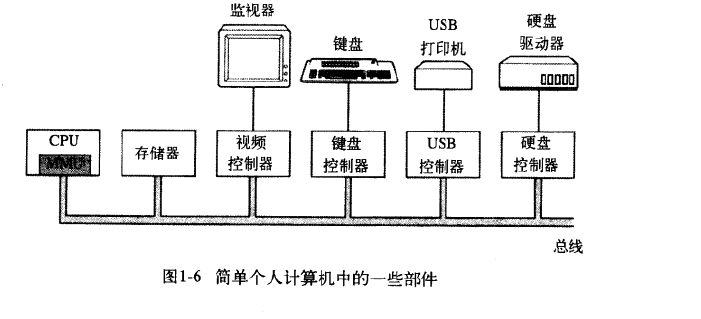 监视器
键盘
USB
打印机
硬盘
驱动器
CPU
MMU
存储器
视频
控制器
键盘
控制器
USB
控制器
硬盘
控制器
总线
图1-6 简单个人计算机中的一些部件